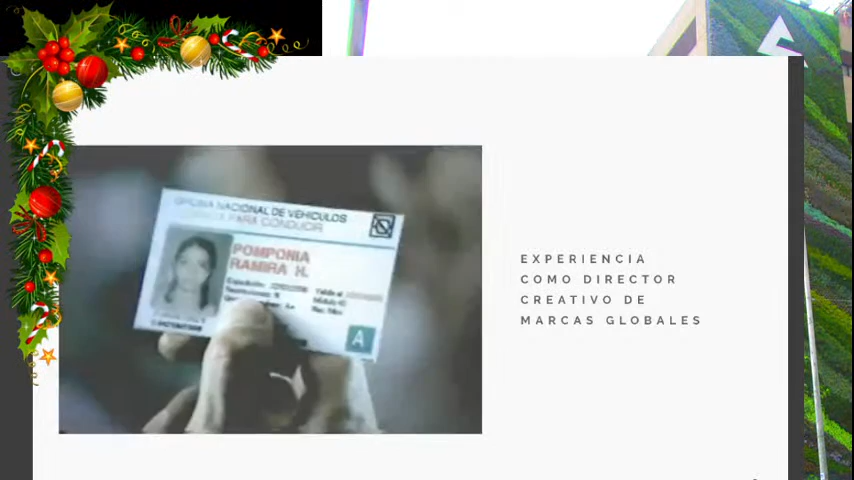 OFICINA NACIONAL DE VEHICULOS
LICENCIA PARA CONDUCIR
POMPONIA
RAMIRA H.
A
EXPERIENCIA
COMO DIRECTOR
CREATIVO DE
MARCAS GLOBALES